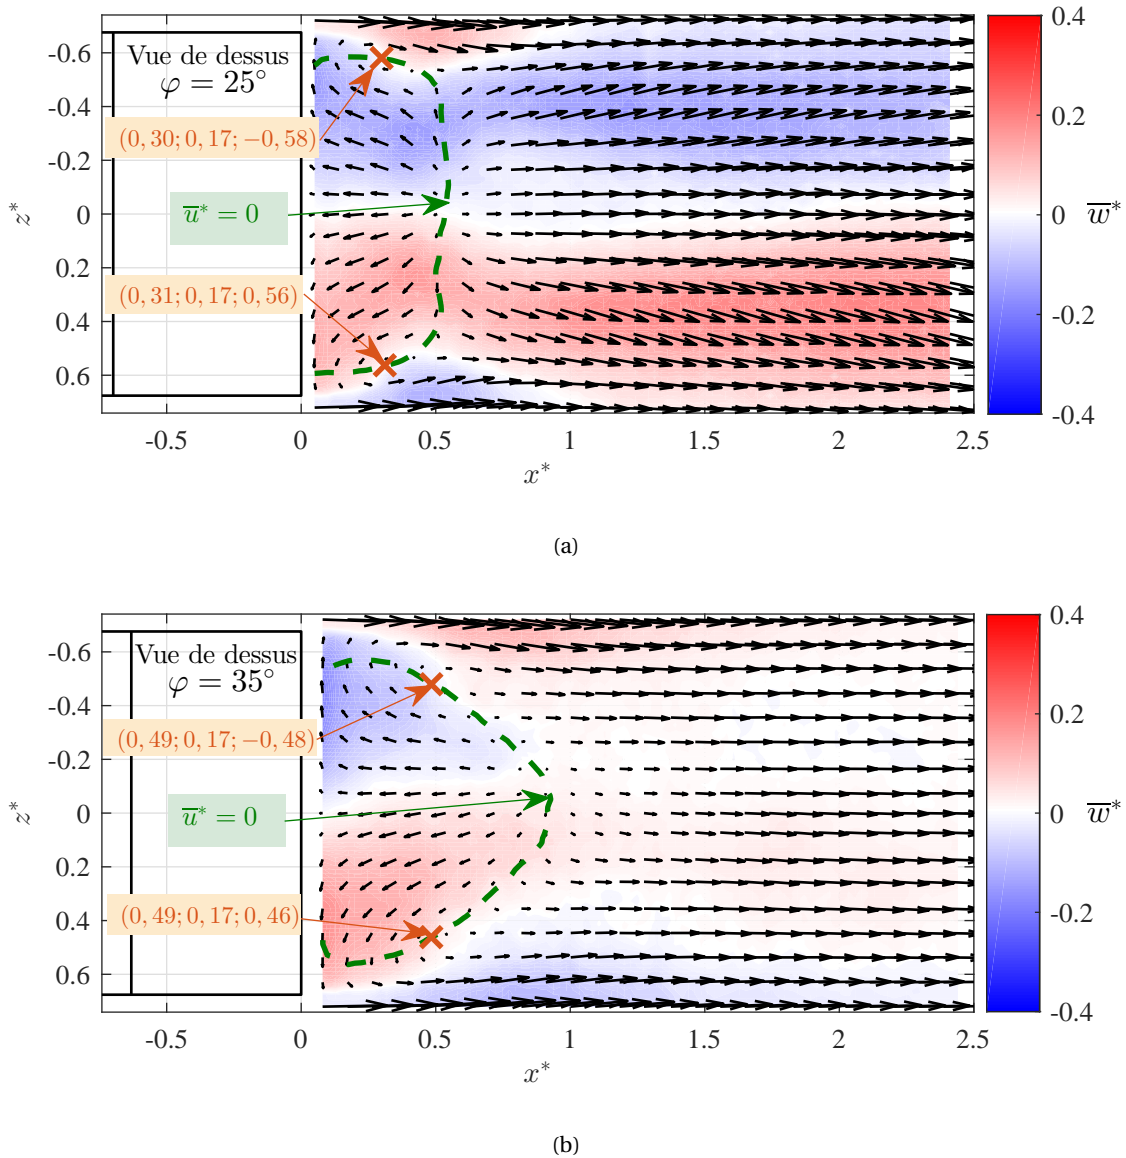 -0.6
-0.4
-0.2
0
0.2
0.4
0.6
z*
Vue de dessus
φ = 25°
(0, 30; 0, 17; −0, 58)
u̅* = 0
(0, 31; 0, 17; 0, 56)
-0.5
0
0.5
1
1.5
2
2.5
x*
0.4
0.2
0
-0.2
-0.4
w̅*
(a)
-0.6
-0.4
-0.2
0
0.2
0.4
0.6
z*
Vue de dessus
φ = 35°
(0, 49; 0, 17; −0, 48)
u̅* = 0
(0, 49; 0, 17; 0, 46)
-0.5
0
0.5
1
1.5
2
2.5
x*
0.4
0.2
0
-0.2
-0.4
w̅*
(b)